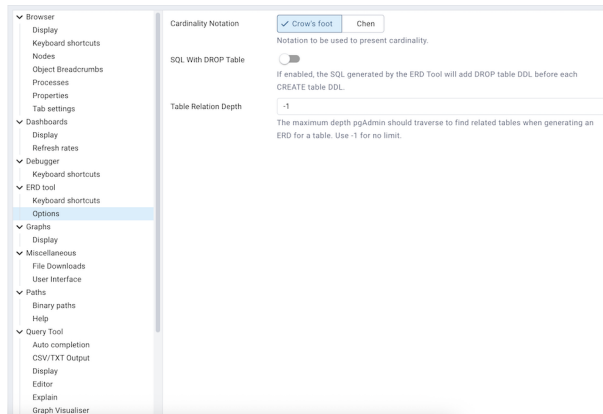 Browser
Display
Keyboard shortcuts
Nodes
Object Breadcrumbs
Processes
Properties
Tab settings
Dashboards
Display
Refresh rates
Debugger
Keyboard shortcuts
ERD tool
Keyboard shortcuts
Options
Graphs
Display
Miscellaneous
File Downloads
User Interface
Paths
Binary paths
Help
Query Tool
Auto completion
CSV/TXT Output
Display
Editor
Explain
Graph Visualiser
Cardinality Notation
Crow's foot
Chen
Notation to be used to present cardinality.
SQL With DROP Table
If enabled, the SQL generated by the ERD Tool will add DROP table DDL before each
CREATE table DDL.
Table Relation Depth
-1
The maximum depth pgAdmin should traverse to find related tables when generating an
ERD for a table. Use -1 for no limit.